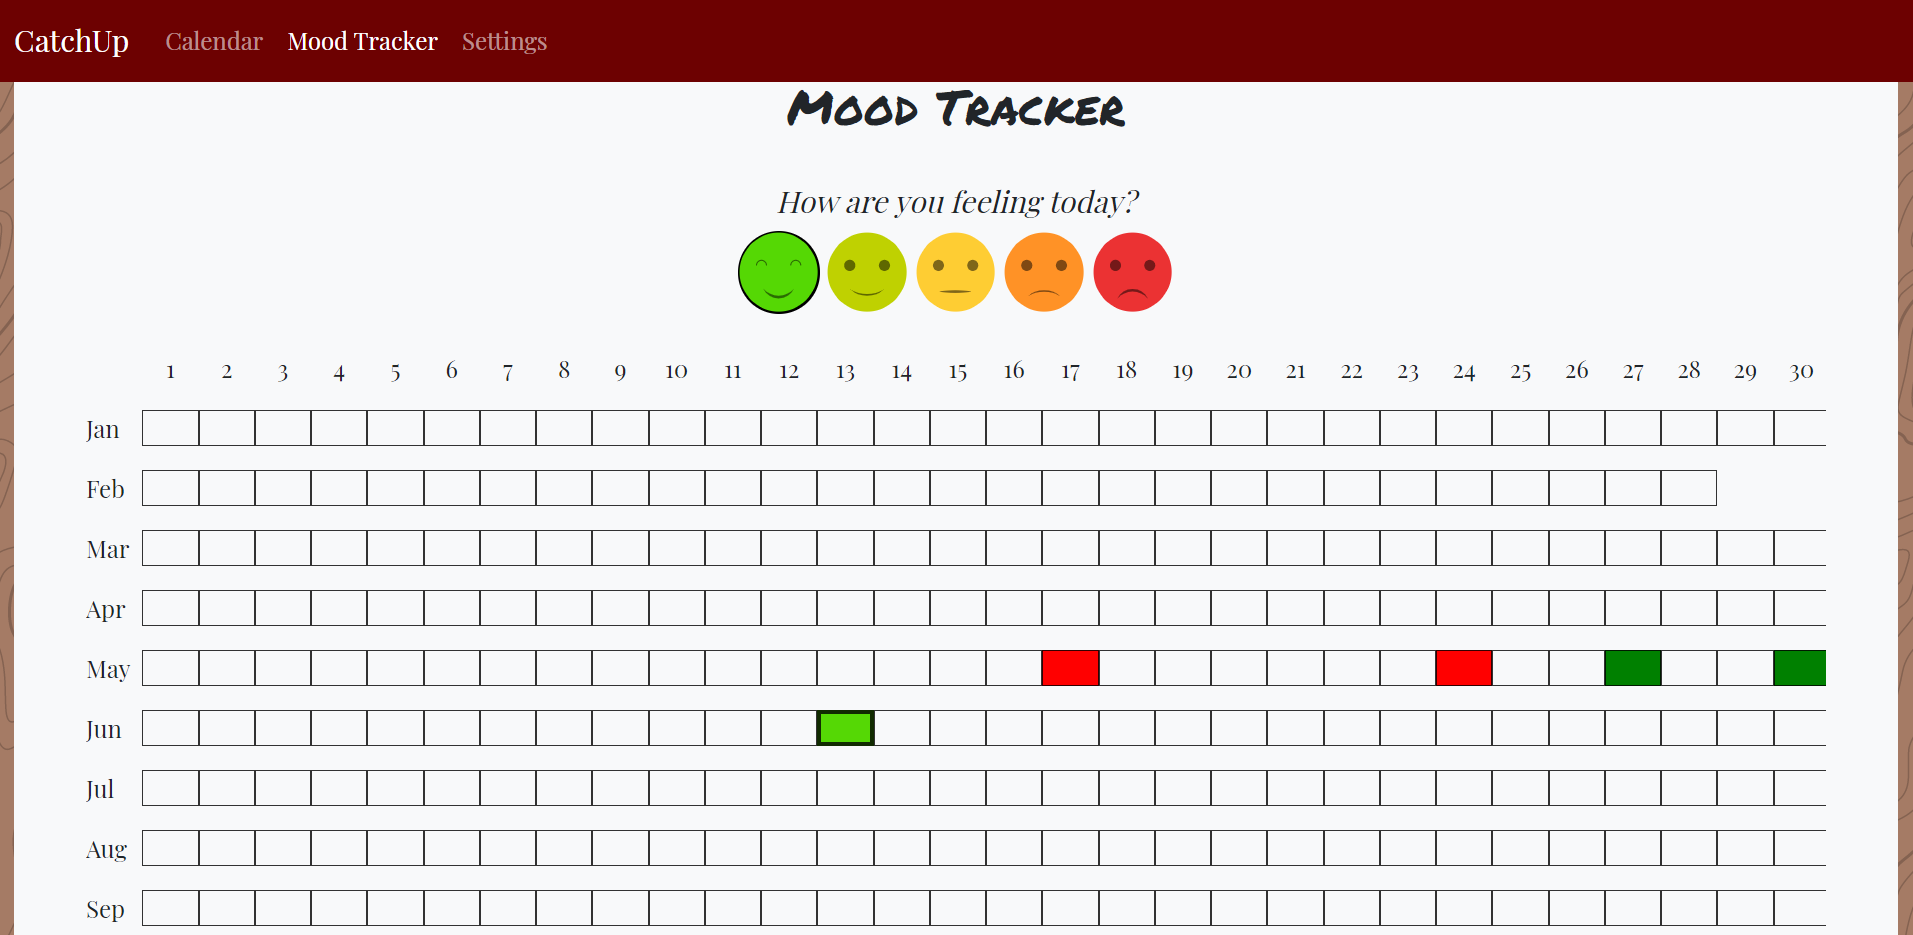 CatchUp Calendar Mood Tracker Settings
Mood Tracker
How are you feeling today?
1 2 3 4 5 6 7 8 9 10 11 12 13 14 15 16 17 18 19 20 21 22 23 24 25 26 27 28 29 30
Jan
Feb
Mar
Apr
May
Jun
Jul
Aug
Sep